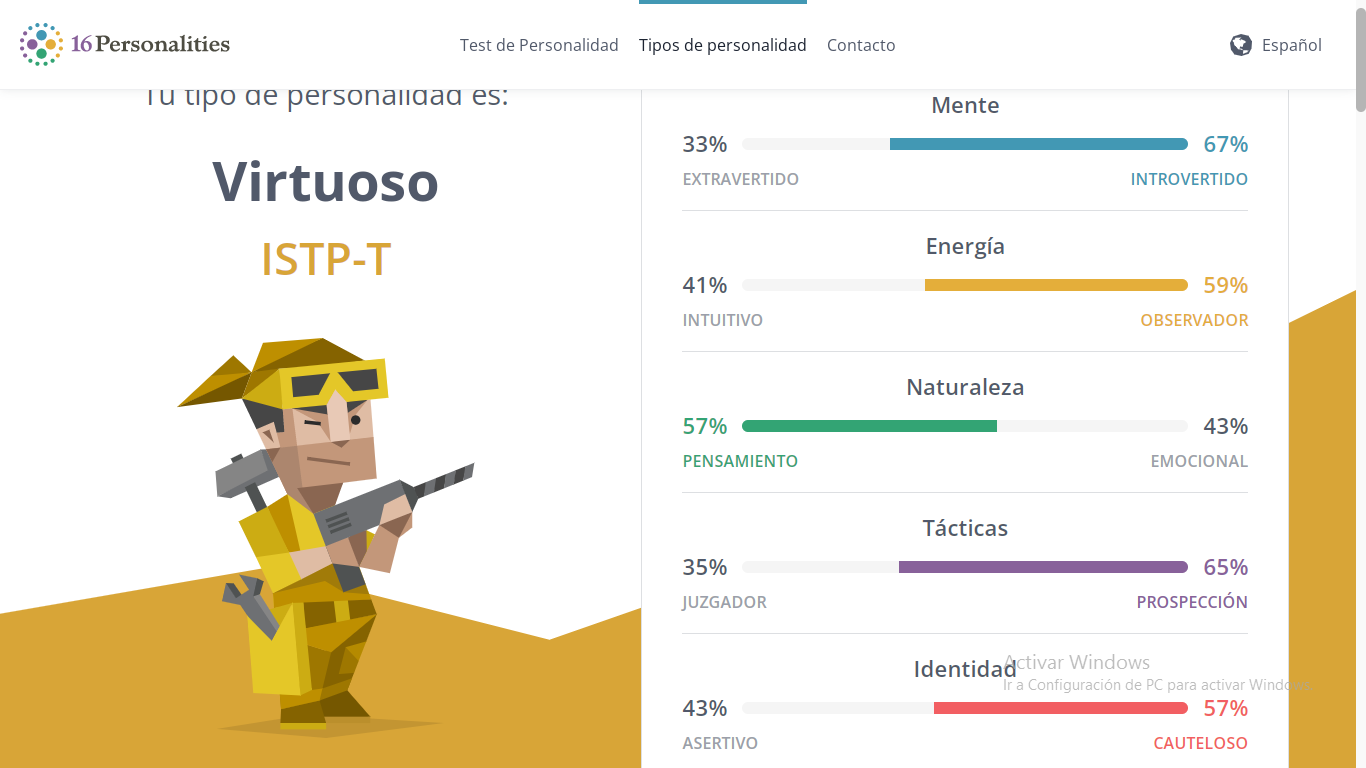 16Personalities
Test de Personalidad
Tipos de personalidad
Contacto
Español
Tu tipo de personalidad es:
Virtuoso
ISTP-T
Mente
33% 67%
EXTRAVERTIDO INTROVERTIDO
Energía
41% 59%
INTUITIVO OBSERVADOR
Naturaleza
57% 43%
PENSAMIENTO EMOCIONAL
Tácticas
35% 65%
JUZGADOR PROSPECCIÓN
Identidad
43% 57%
ASERTIVO CAUTELOSO
Activar Windows
Ir a Configuración de PC para activar Windows